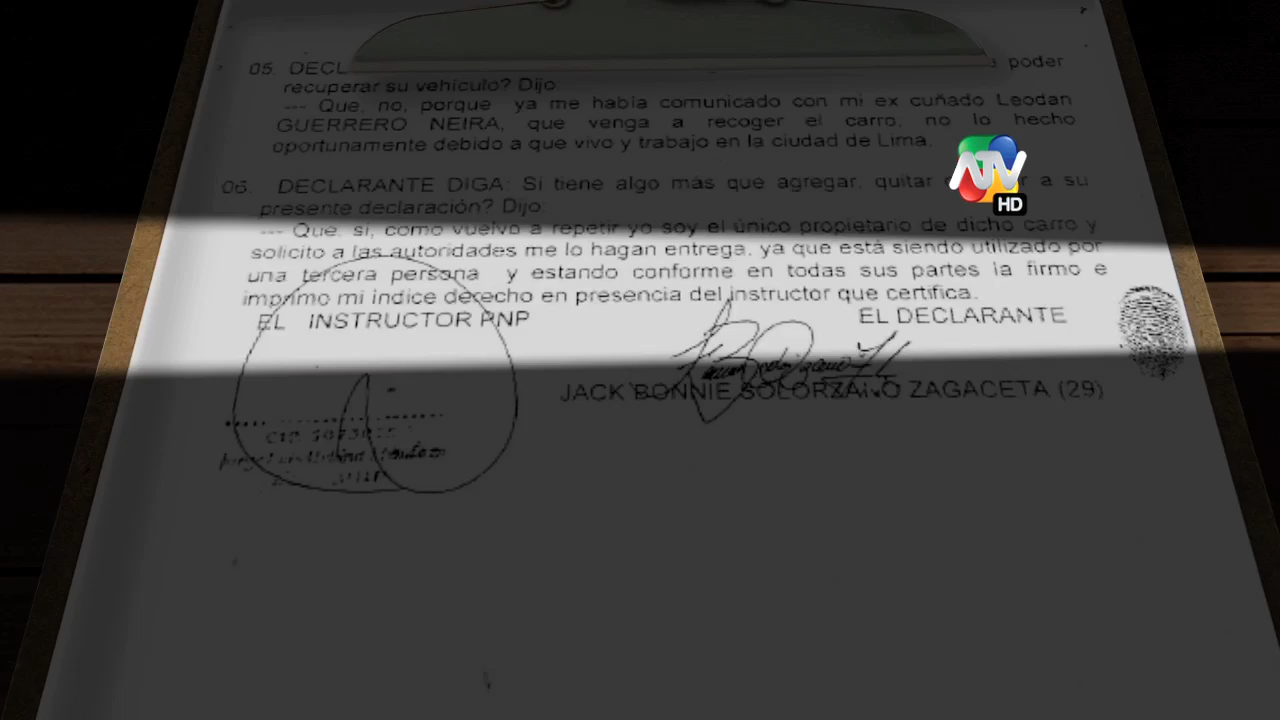 05. DECL
poder
recuperar su vehículo? Dijo:
--- Que, no, porque ya me había comunicado con mi ex cuñado Leodan
GUERRERO NEIRA, que venga a recoger el carro, no lo hecho
oportunamente debido a que vivo y trabajo en la ciudad de Lima.
06. DECLARANTE DIGA: Si tiene algo más que agregar, quitar a su
presente declaración? Dijo:
--- Que, si, como vuelvo a repetir yo soy el único propietario de dicho carro y
solicito a las autoridades me lo hagan entrega, ya que está siendo utilizado por
una tercera persona y estando conforme en todas sus partes la firmo e
imprimo mi índice derecho en presencia del instructor que certifica.
EL INSTRUCTOR PNP
EL DECLARANTE
JACK BONNIE SOLORZANO ZAGACETA (29)
ATV
HD